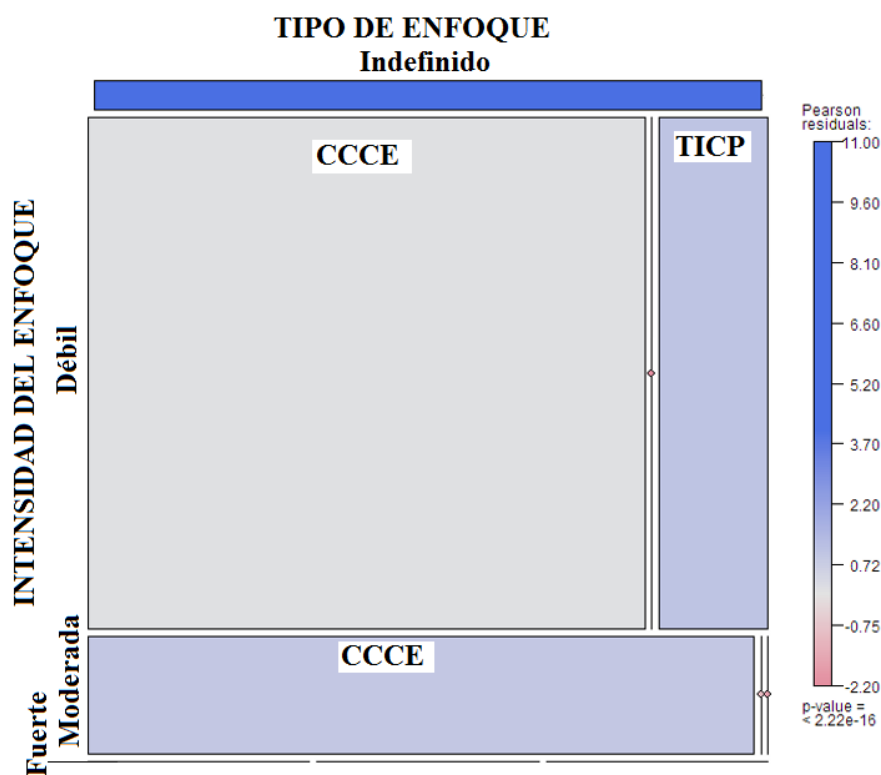 TIPO DE ENFOQUE
Indefinido
CCCE
TICP
CCCE
INTENSIDAD DEL ENFOQUE
Débil
Moderada
Fuerte
Pearson
residuals:
11.00
9.60
8.10
6.60
5.20
3.70
2.20
0.72
-0.75
-2.20
p-value =
< 2.22e-16